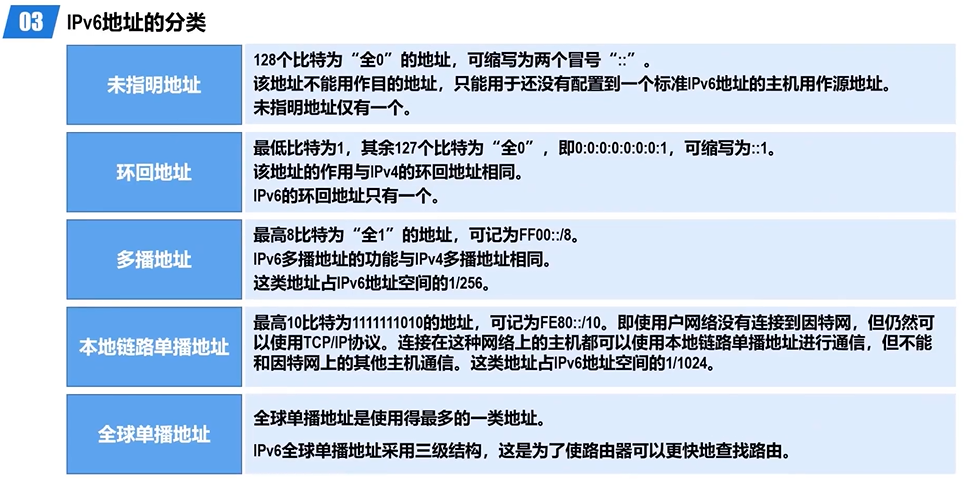 03 IPv6地址的分类
未指明地址
128个比特为“全0”的地址，可缩写为两个冒号“::”。
该地址不能用作目的地址，只能用于还没有配置到一个标准IPv6地址的主机用作源地址。
未指明地址仅有一个。
环回地址
最低比特为1，其余127个比特为“全0”，即0:0:0:0:0:0:0:1，可缩写为::1。
该地址的作用与IPv4的环回地址相同。
IPv6的环回地址只有一个。
多播地址
最高8比特为“全1”的地址，可记为FF00::/8。
IPv6多播地址的功能与IPv4多播地址相同。
这类地址占IPv6地址空间的1/256。
本地链路单播地址
最高10比特为1111111010的地址，可记为FE80::/10。即使用户网络没有连接到因特网，但仍然可
以使用TCP/IP协议。连接在这种网络上的主机都可以使用本地链路单播地址进行通信，但不能
和因特网上的其他主机通信。这类地址占IPv6地址空间的1/1024。
全球单播地址
全球单播地址是使用得最多的一类地址。
IPv6全球单播地址采用三级结构，这是为了使路由器可以更快地查找路由。